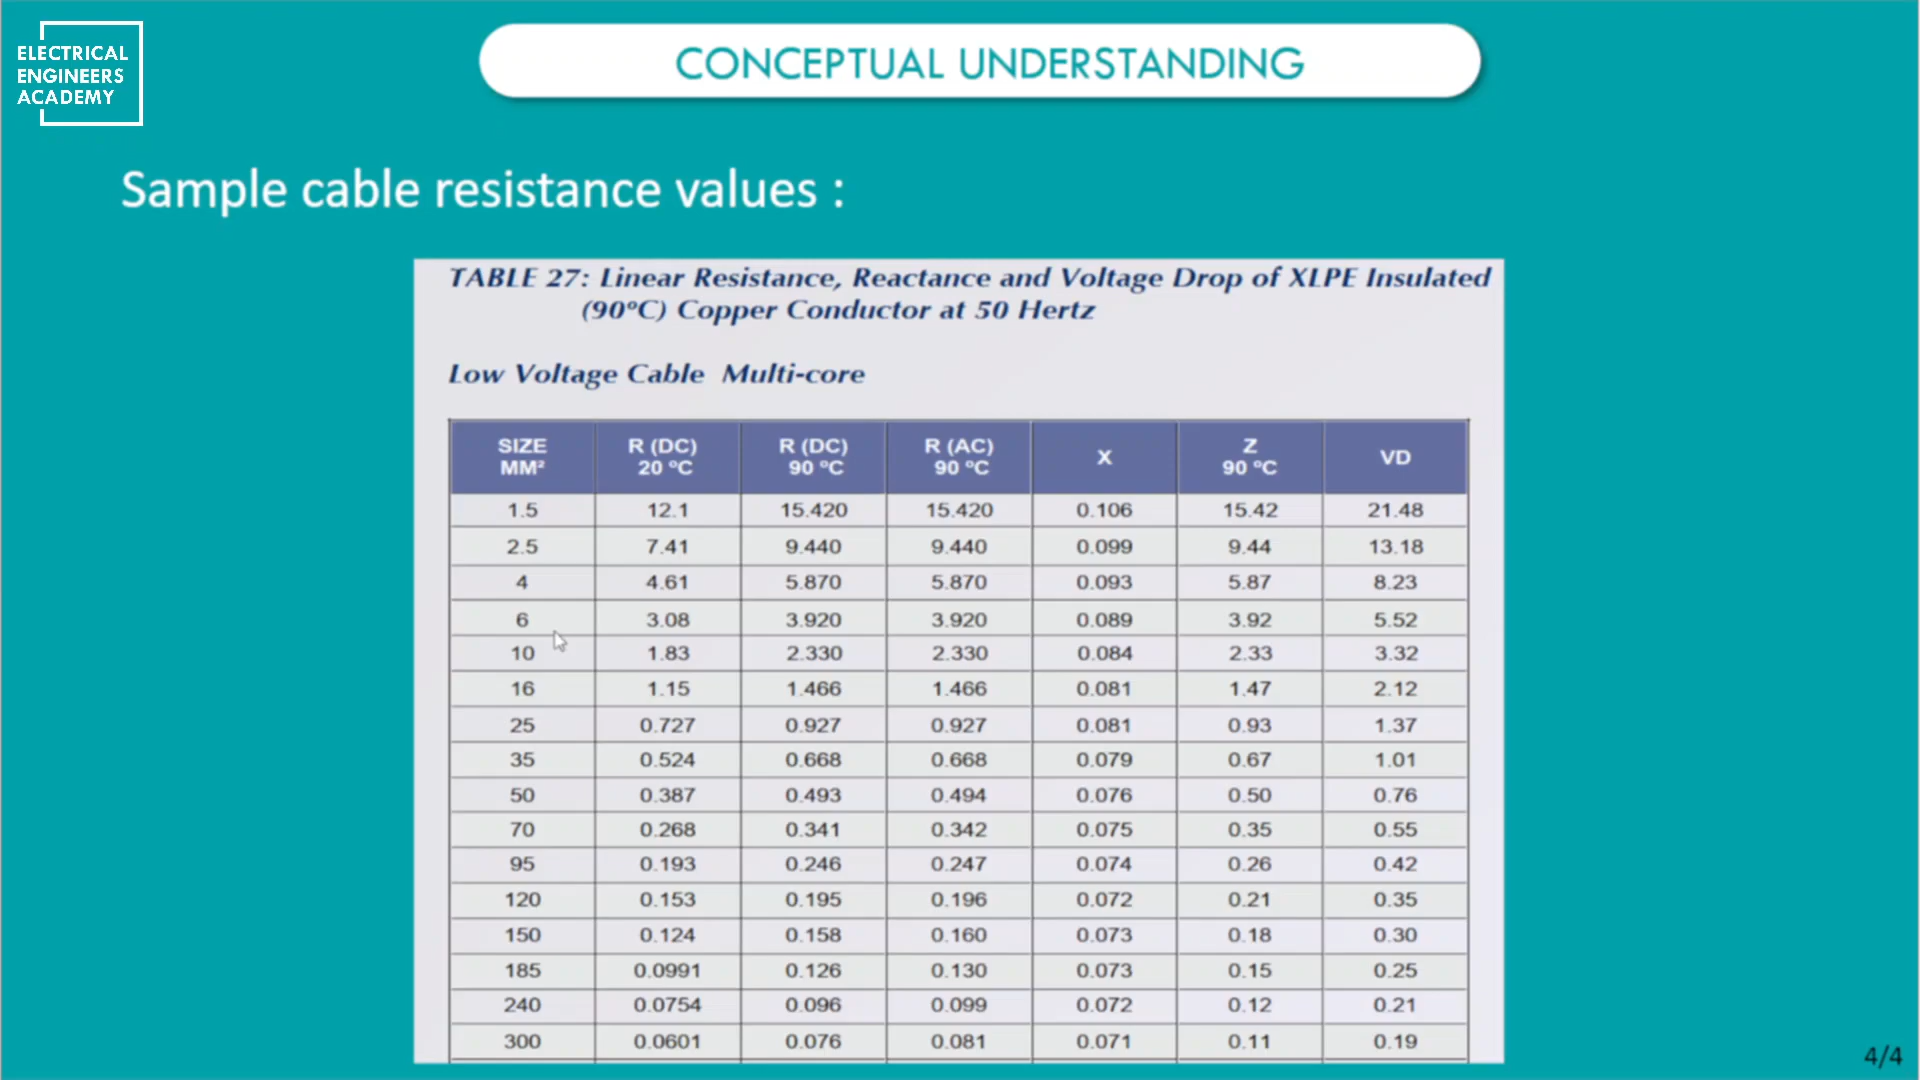 ELECTRICAL
ENGINEERS
ACADEMY
CONCEPTUAL UNDERSTANDING
Sample cable resistance values :
TABLE 27: Linear Resistance, Reactance and Voltage Drop of XLPE Insulated
(90ºC) Copper Conductor at 50 Hertz
Low Voltage Cable Multi-core
SIZE MM² R (DC) 20 ºC R (DC) 90 ºC R (AC) 90 ºC X Z 90 ºC VD
1.5 12.1 15.420 15.420 0.106 15.42 21.48
2.5 7.41 9.440 9.440 0.099 9.44 13.18
4 4.61 5.870 5.870 0.093 5.87 8.23
6 3.08 3.920 3.920 0.089 3.92 5.52
10 1.83 2.330 2.330 0.084 2.33 3.32
16 1.15 1.466 1.466 0.081 1.47 2.12
25 0.727 0.927 0.927 0.081 0.93 1.37
35 0.524 0.668 0.668 0.079 0.67 1.01
50 0.387 0.493 0.494 0.076 0.50 0.76
70 0.268 0.341 0.342 0.075 0.35 0.55
95 0.193 0.246 0.247 0.074 0.26 0.42
120 0.153 0.195 0.196 0.072 0.21 0.35
150 0.124 0.158 0.160 0.073 0.18 0.30
185 0.0991 0.126 0.130 0.073 0.15 0.25
240 0.0754 0.096 0.099 0.072 0.12 0.21
300 0.0601 0.076 0.081 0.071 0.11 0.19
4/4